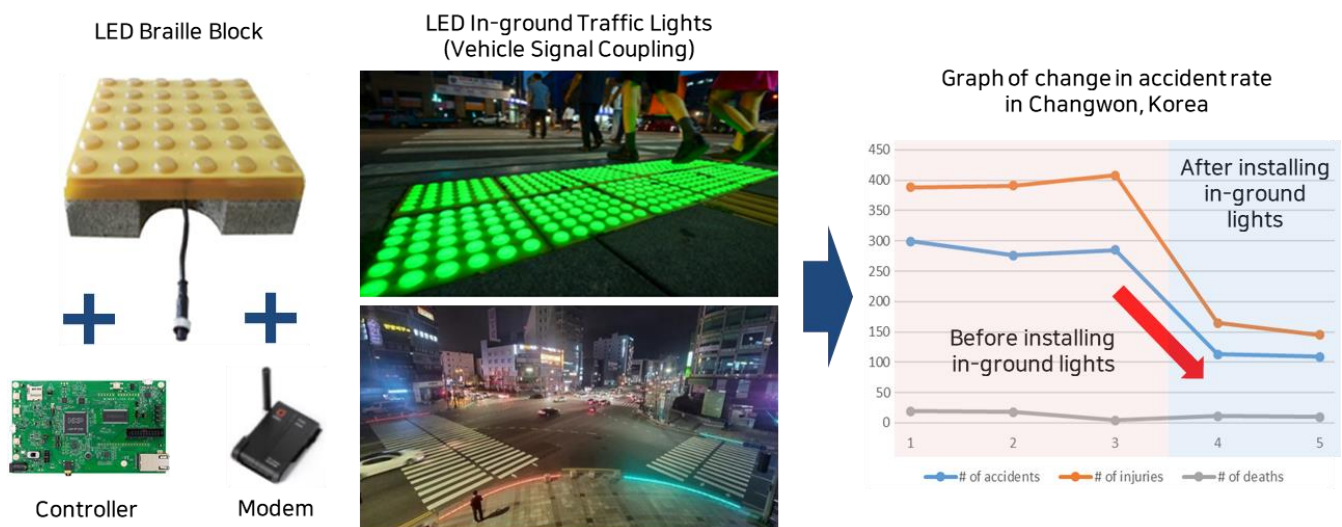 LED Braille Block
Controller
Modem
LED In-ground Traffic Lights
(Vehicle Signal Coupling)
Graph of change in accident rate
in Changwon, Korea
450
400
350
300
250
200
150
100
50
0
After installing
in-ground
lights
Before installing
in-ground lights
1 2 3 4 5
# of accidents # of injuries # of deaths